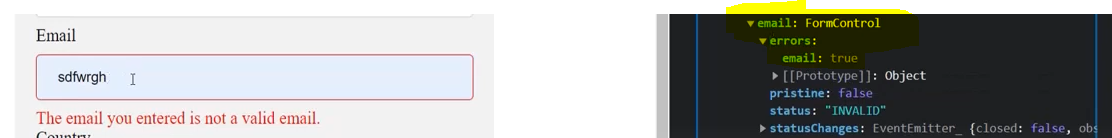 Email
sdfwrgh
The email you entered is not a valid email.
Country
▼ email: FormControl
▼ errors:
email: true
▶ [[Prototype]]: Object
pristine: false
status: "INVALID"
▶ statusChanges: EventEmitter_ {closed: false, obs